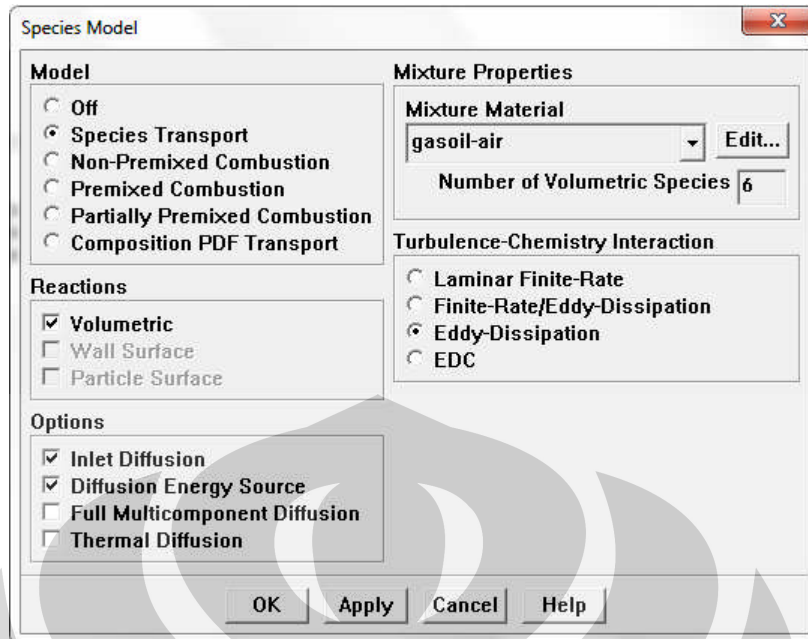 Species Model
Model
Off
Species Transport
Non-Premixed Combustion
Premixed Combustion
Partially Premixed Combustion
Composition PDF Transport
Reactions
Volumetric
Wall Surface
Particle Surface
Options
Inlet Diffusion
Diffusion Energy Source
Full Multicomponent Diffusion
Thermal Diffusion
Mixture Properties
Mixture Material
gasoil-air
Edit...
Number of Volumetric Species 6
Turbulence-Chemistry Interaction
Laminar Finite-Rate
Finite-Rate/Eddy-Dissipation
Eddy-Dissipation
EDC
OK Apply Cancel Help